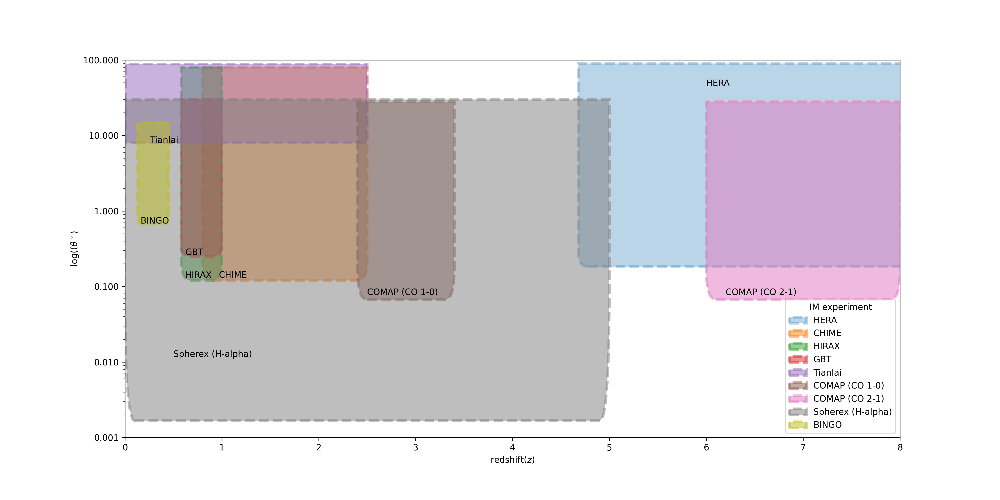 100.000
10.000
1.000
0.100
0.010
0.001
log((θ°)
HERA
Tianlai
BINGO
GBT
HIRAX
CHIME
COMAP (CO 1-0)
COMAP (CO 2-1)
Spherex (H-alpha)
IM experiment
HERA
CHIME
HIRAX
GBT
Tianlai
COMAP (CO 1-0)
COMAP (CO 2-1)
Spherex (H-alpha)
BINGO
0 1 2 3 4 5 6 7 8
redshift(z)